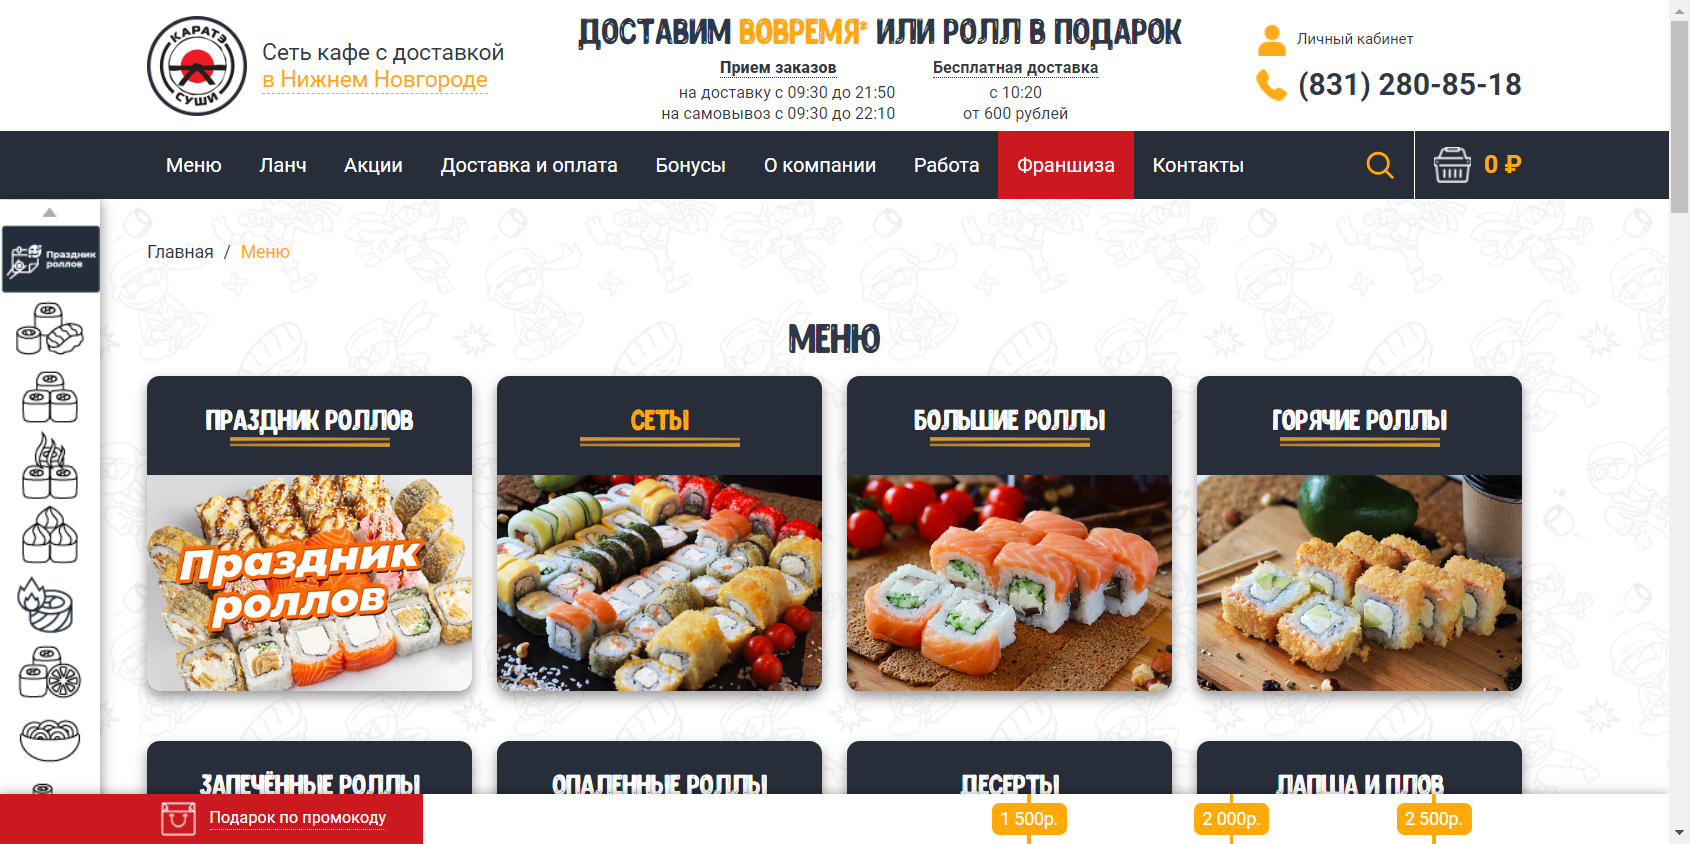 КАРАТЭ
СУШИ
Сеть кафе с доставкой
в Нижнем Новгороде
ДОСТАВИМ ВОВРЕМЯ* ИЛИ РОЛЛ В ПОДАРОК
Прием заказов
на доставку с 09:30 до 21:50
на самовывоз с 09:30 до 22:10
Бесплатная доставка
с 10:20
от 600 рублей
Личный кабинет
(831) 280-85-18
Меню Ланч Акции Доставка и оплата Бонусы О компании Работа Франшиза Контакты
0 ₽
Праздник
роллов
Главная / Меню
МЕНЮ
ПРАЗДНИК РОЛЛОВ
СЕТЫ
БОЛЬШИЕ РОЛЛЫ
ГОРЯЧИЕ РОЛЛЫ
Праздник
роллов
ЗАПЕЧЁННЫЕ РОЛЛЫ
ОПАЛЕННЫЕ РОЛЛЫ
ДЕСЕРТЫ
ЛАПША И ПЛОВ
Подарок по промокоду
1 500р.
2 000р.
2 500р.